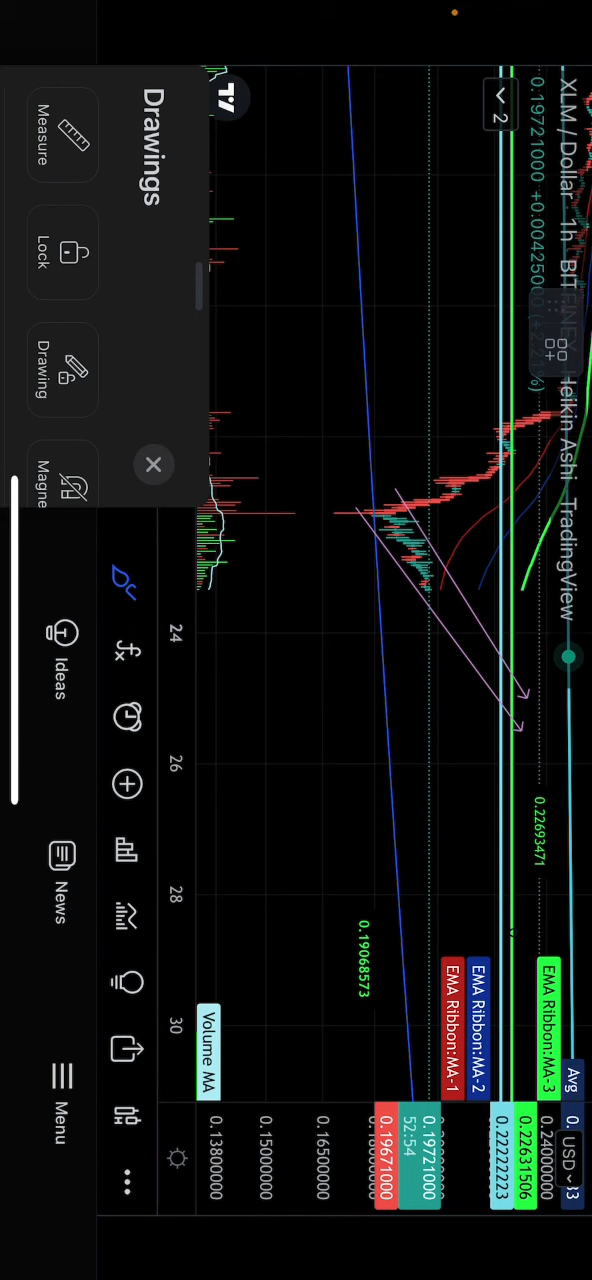 XLM / Dollar 1h BITFINEX Heikin Ashi TradingView
0.19721000 +0.00425000 (+2.21%)
2
USD
Avg
0.24000000
EMA Ribbon:MA-3
0.22693471
0.22631506
0.22222223
EMA Ribbon:MA-2
EMA Ribbon:MA-1
0.19721000
52:54
0.19671000
0.19068573
0.16500000
0.15000000
0.13800000
Volume MA
24
26
28
30
Drawings
Measure
Lock
Drawing
Magne
Ideas
News
Menu